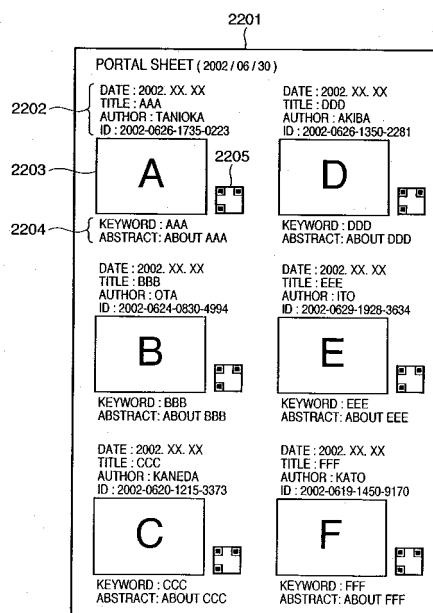 2201
PORTAL SHEET ( 2002 / 06 / 30 )
2202
DATE : 2002. XX. XX
TITLE : AAA
AUTHOR : TANIOKA
ID : 2002-0626-1735-0223
2203
2205
A
2204
KEYWORD : AAA
ABSTRACT: ABOUT AAA
DATE : 2002. XX. XX
TITLE : DDD
AUTHOR : AKIBA
ID : 2002-0626-1350-2281
D
KEYWORD : DDD
ABSTRACT: ABOUT DDD
DATE : 2002. XX. XX
TITLE : BBB
AUTHOR : OTA
ID : 2002-0624-0830-4994
B
KEYWORD : BBB
ABSTRACT: ABOUT BBB
DATE : 2002. XX. XX
TITLE : EEE
AUTHOR : ITO
ID : 2002-0629-1928-3634
E
KEYWORD : EEE
ABSTRACT: ABOUT EEE
DATE : 2002. XX. XX
TITLE : CCC
AUTHOR : KANEDA
ID : 2002-0620-1215-3373
C
KEYWORD : CCC
ABSTRACT: ABOUT CCC
DATE : 2002. XX. XX
TITLE : FFF
AUTHOR : KATO
ID : 2002-0619-1450-9170
F
KEYWORD : FFF
ABSTRACT: ABOUT FFF